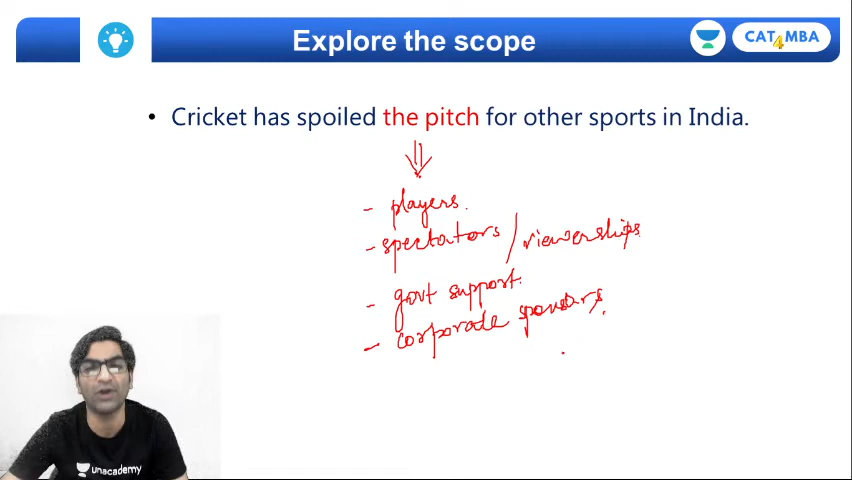 Explore the scope
CAT4MBA
• Cricket has spoiled the pitch for other sports in India.
- players.
- spectators / viewerships
- govt support.
- corporate sponsors.
unacademy